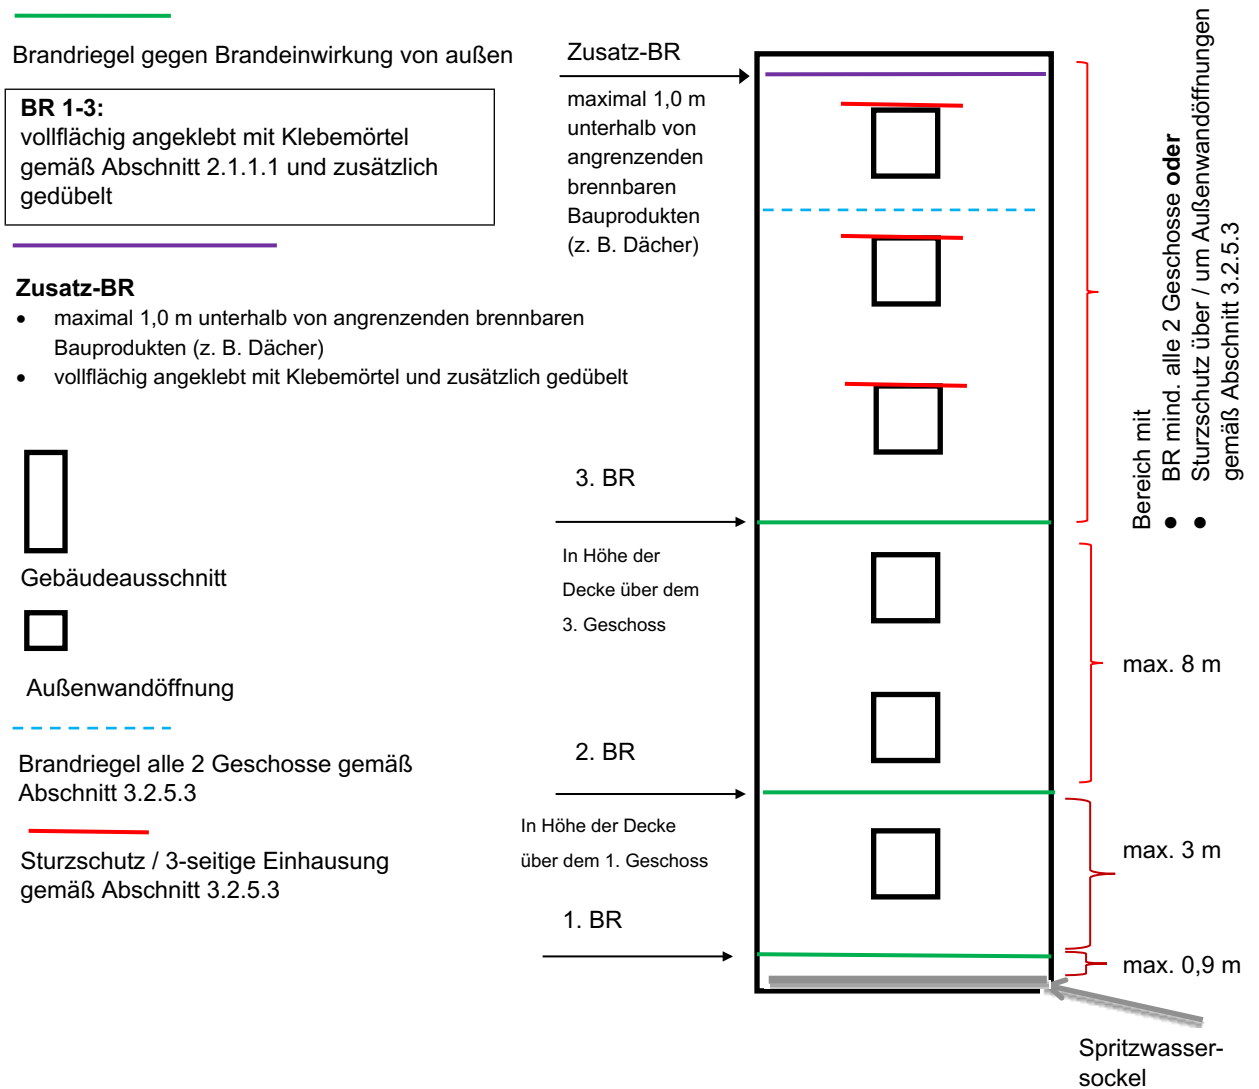 Brandriegel gegen Brandeinwirkung von außen
BR 1-3:
vollflächig angeklebt mit Klebemörtel
gemäß Abschnitt 2.1.1.1 und zusätzlich
gedübelt
Zusatz-BR
• maximal 1,0 m unterhalb von angrenzenden brennbaren
Bauprodukten (z. B. Dächer)
• vollflächig angeklebt mit Klebemörtel und zusätzlich gedübelt
Gebäudeausschnitt
Außenwandöffnung
Brandriegel alle 2 Geschosse gemäß
Abschnitt 3.2.5.3
Sturzschutz / 3-seitige Einhausung
gemäß Abschnitt 3.2.5.3
Zusatz-BR
maximal 1,0 m
unterhalb von
angrenzenden
brennbaren
Bauprodukten
(z. B. Dächer)
3. BR
In Höhe der
Decke über dem
3. Geschoss
2. BR
In Höhe der Decke
über dem 1. Geschoss
1. BR
Bereich mit
• BR mind. alle 2 Geschosse oder
• Sturzschutz über / um Außenwandöffnungen
gemäß Abschnitt 3.2.5.3
max. 8 m
max. 3 m
max. 0,9 m
Spritzwasser-
sockel